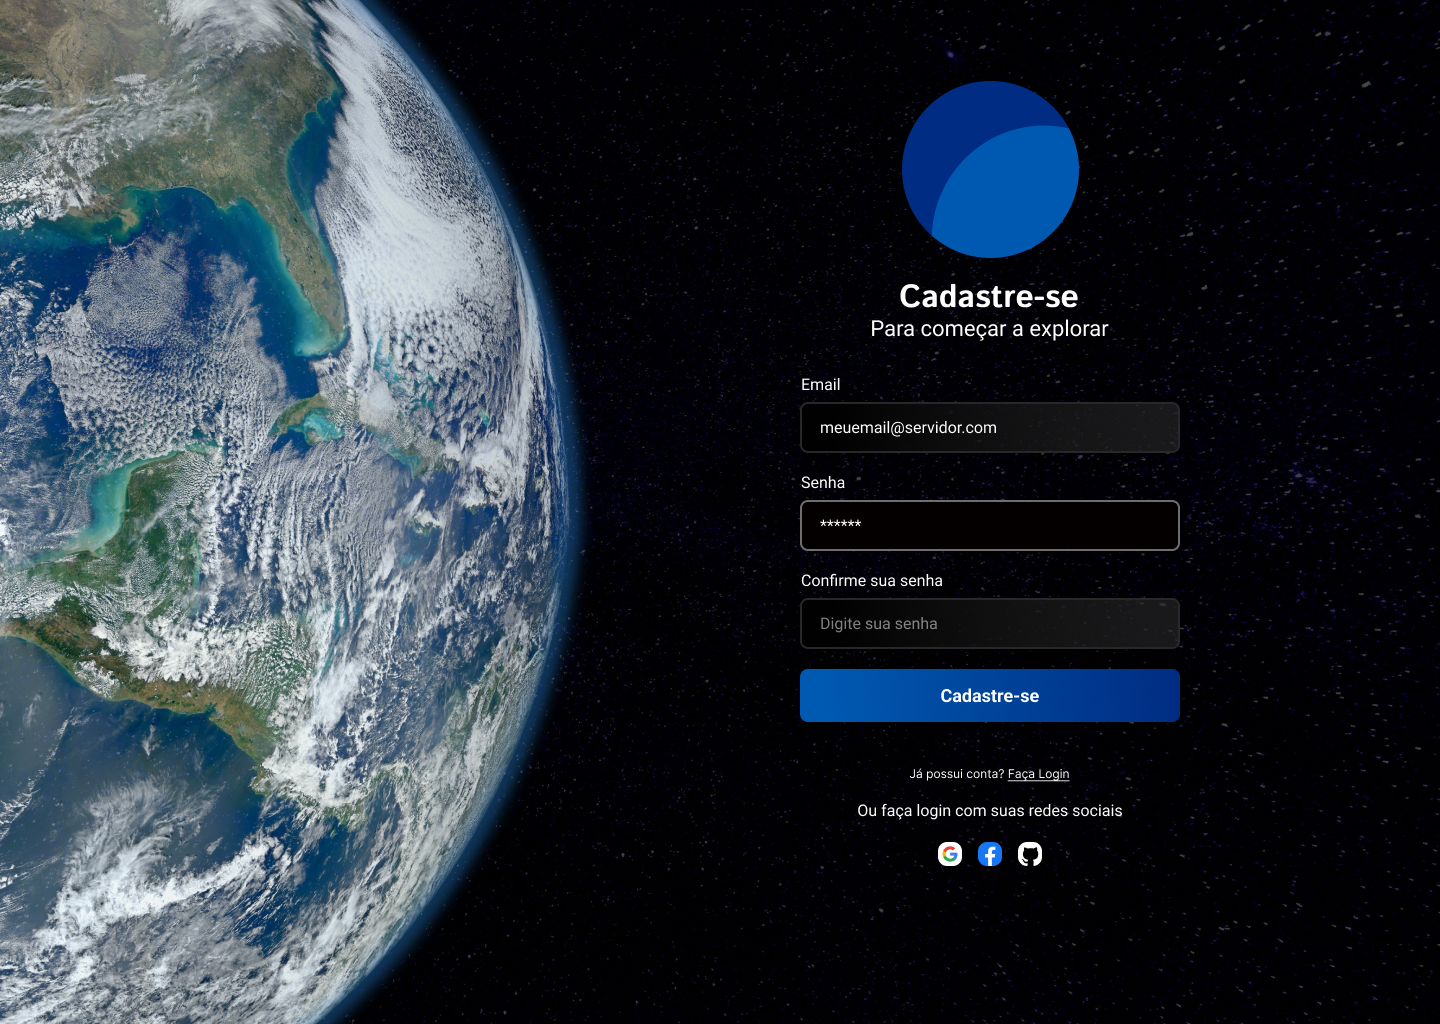 Cadastre-se
Para começar a explorar
Email
meuemail@servidor.com
Senha
******
Confirme sua senha
Digite sua senha
Cadastre-se
Já possui conta? Faça Login
Ou faça login com suas redes sociais